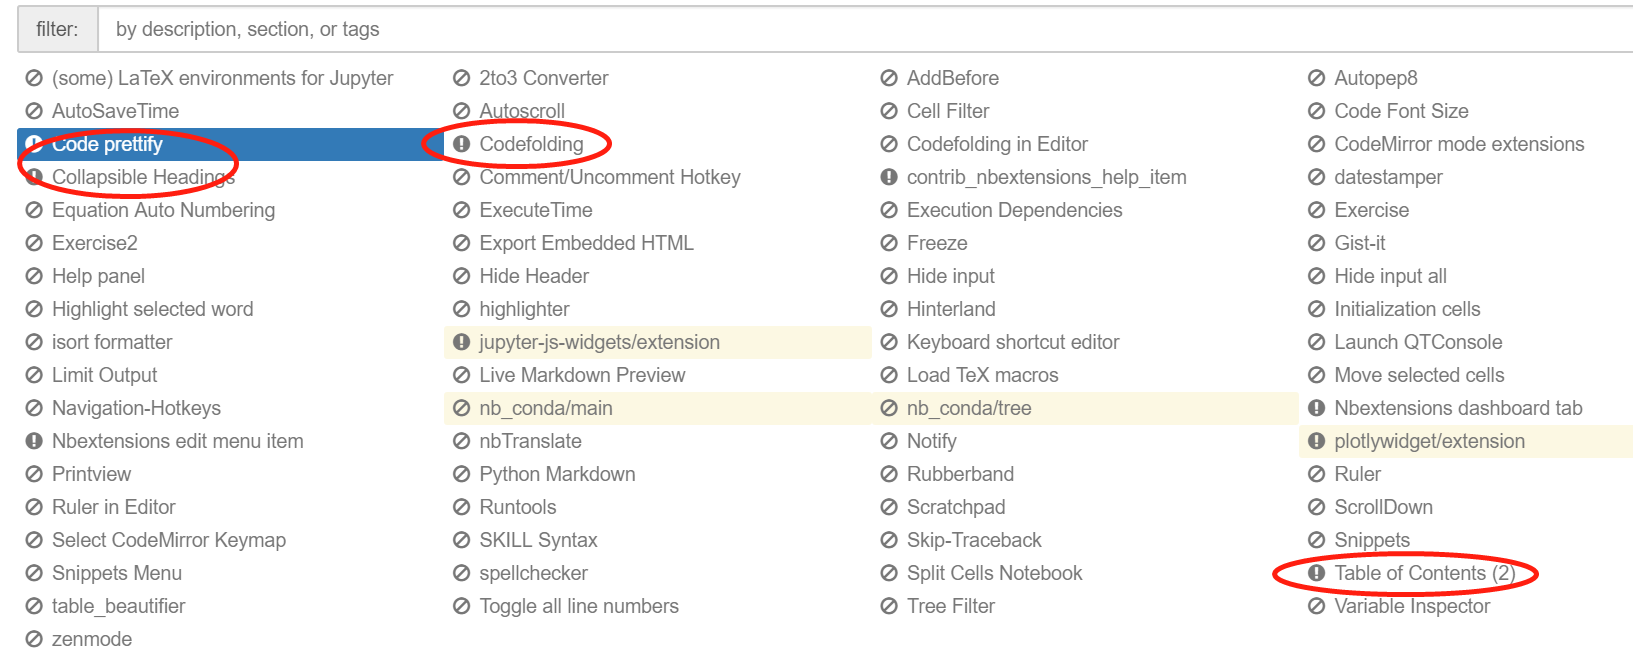 filter: by description, section, or tags
(some) LaTeX environments for Jupyter 2to3 Converter AddBefore Autopep8
AutoSaveTime Autoscroll Cell Filter Code Font Size
Code prettify Codefolding Codefolding in Editor CodeMirror mode extensions
Collapsible Headings Comment/Uncomment Hotkey contrib_nbextensions_help_item datestamper
Equation Auto Numbering ExecuteTime Execution Dependencies Exercise
Exercise2 Export Embedded HTML Freeze Gist-it
Help panel Hide Header Hide input Hide input all
Highlight selected word highlighter Hinterland Initialization cells
isort formatter jupyter-js-widgets/extension Keyboard shortcut editor Launch QTConsole
Limit Output Live Markdown Preview Load TeX macros Move selected cells
Navigation-Hotkeys nb_conda/main nb_conda/tree Nbextensions dashboard tab
Nbextensions edit menu item nbTranslate Notify plotlywidget/extension
Printview Python Markdown Rubberband Ruler
Ruler in Editor Runtools Scratchpad ScrollDown
Select CodeMirror Keymap SKILL Syntax Skip-Traceback Snippets
Snippets Menu spellchecker Split Cells Notebook Table of Contents (2)
table_beautifier Toggle all line numbers Tree Filter Variable Inspector
zenmode